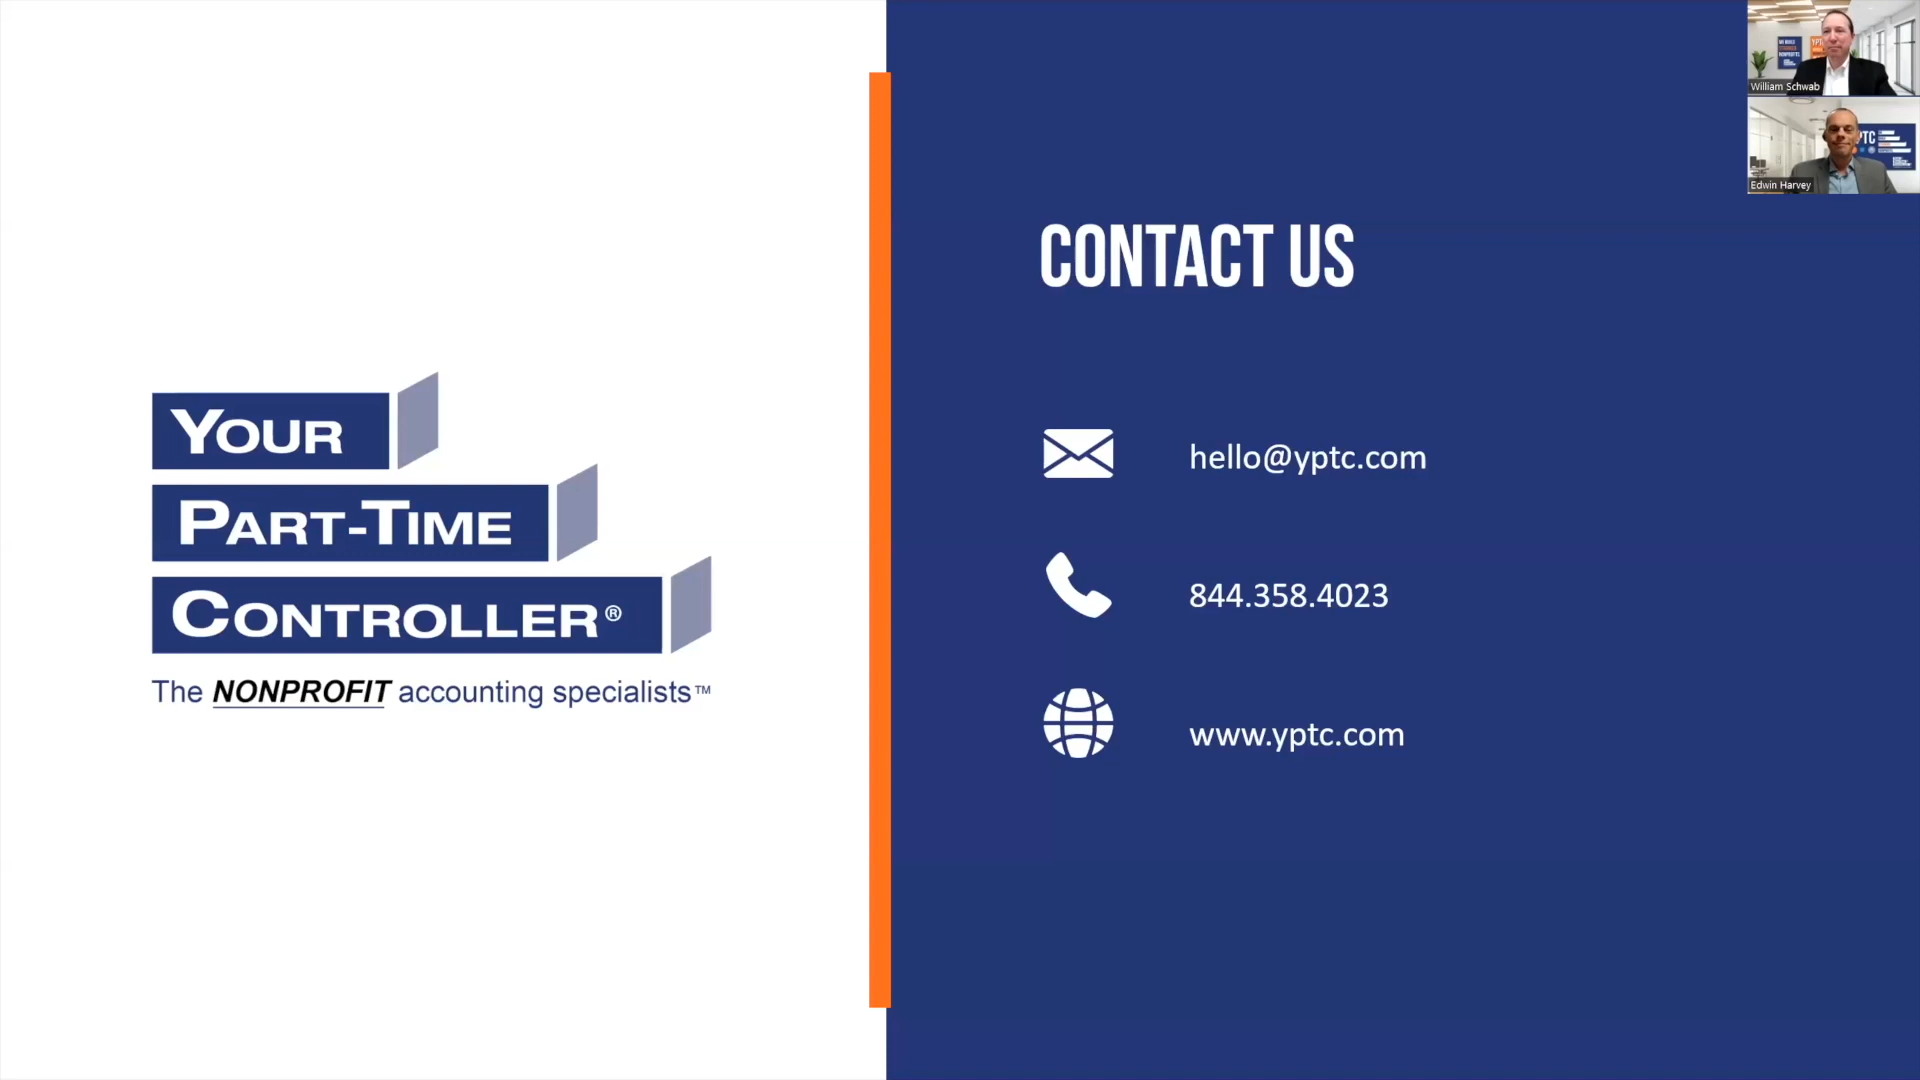 YOUR
PART-TIME
CONTROLLER®
The NONPROFIT accounting specialists™
CONTACT US
hello@yptc.com
844.358.4023
www.yptc.com
William Schwab
Edwin Harvey